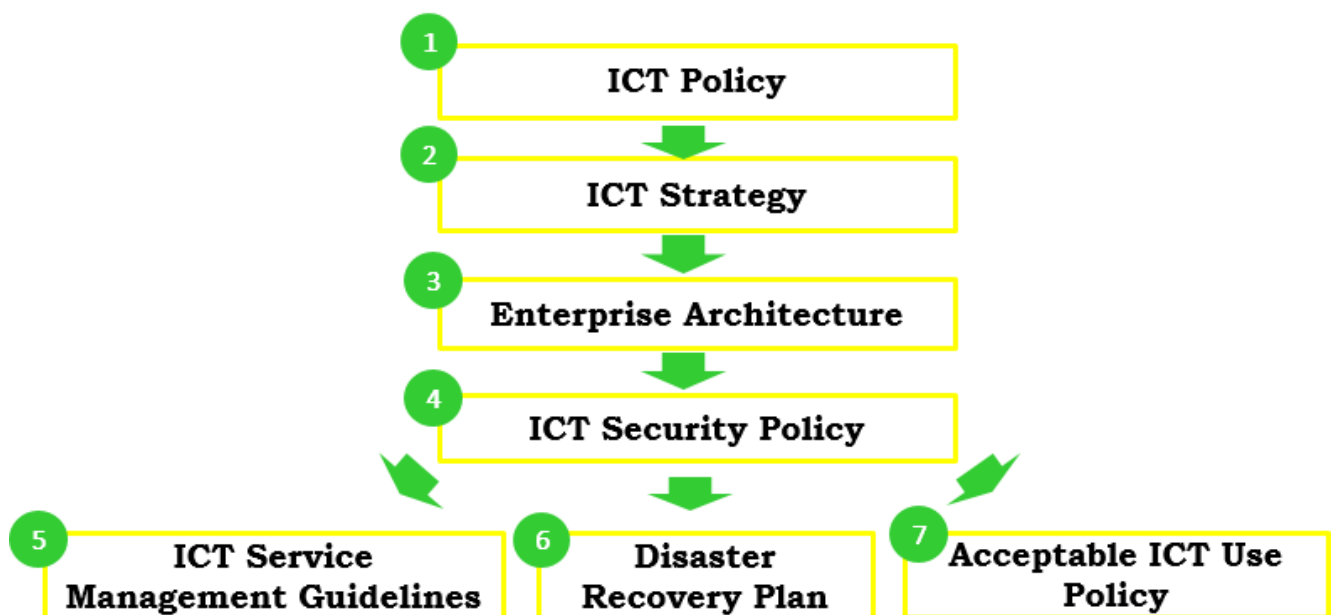 1
ICT Policy
2
ICT Strategy
3
Enterprise Architecture
4
ICT Security Policy
5
ICT Service
Management Guidelines
6
Disaster
Recovery Plan
7
Acceptable ICT Use
Policy